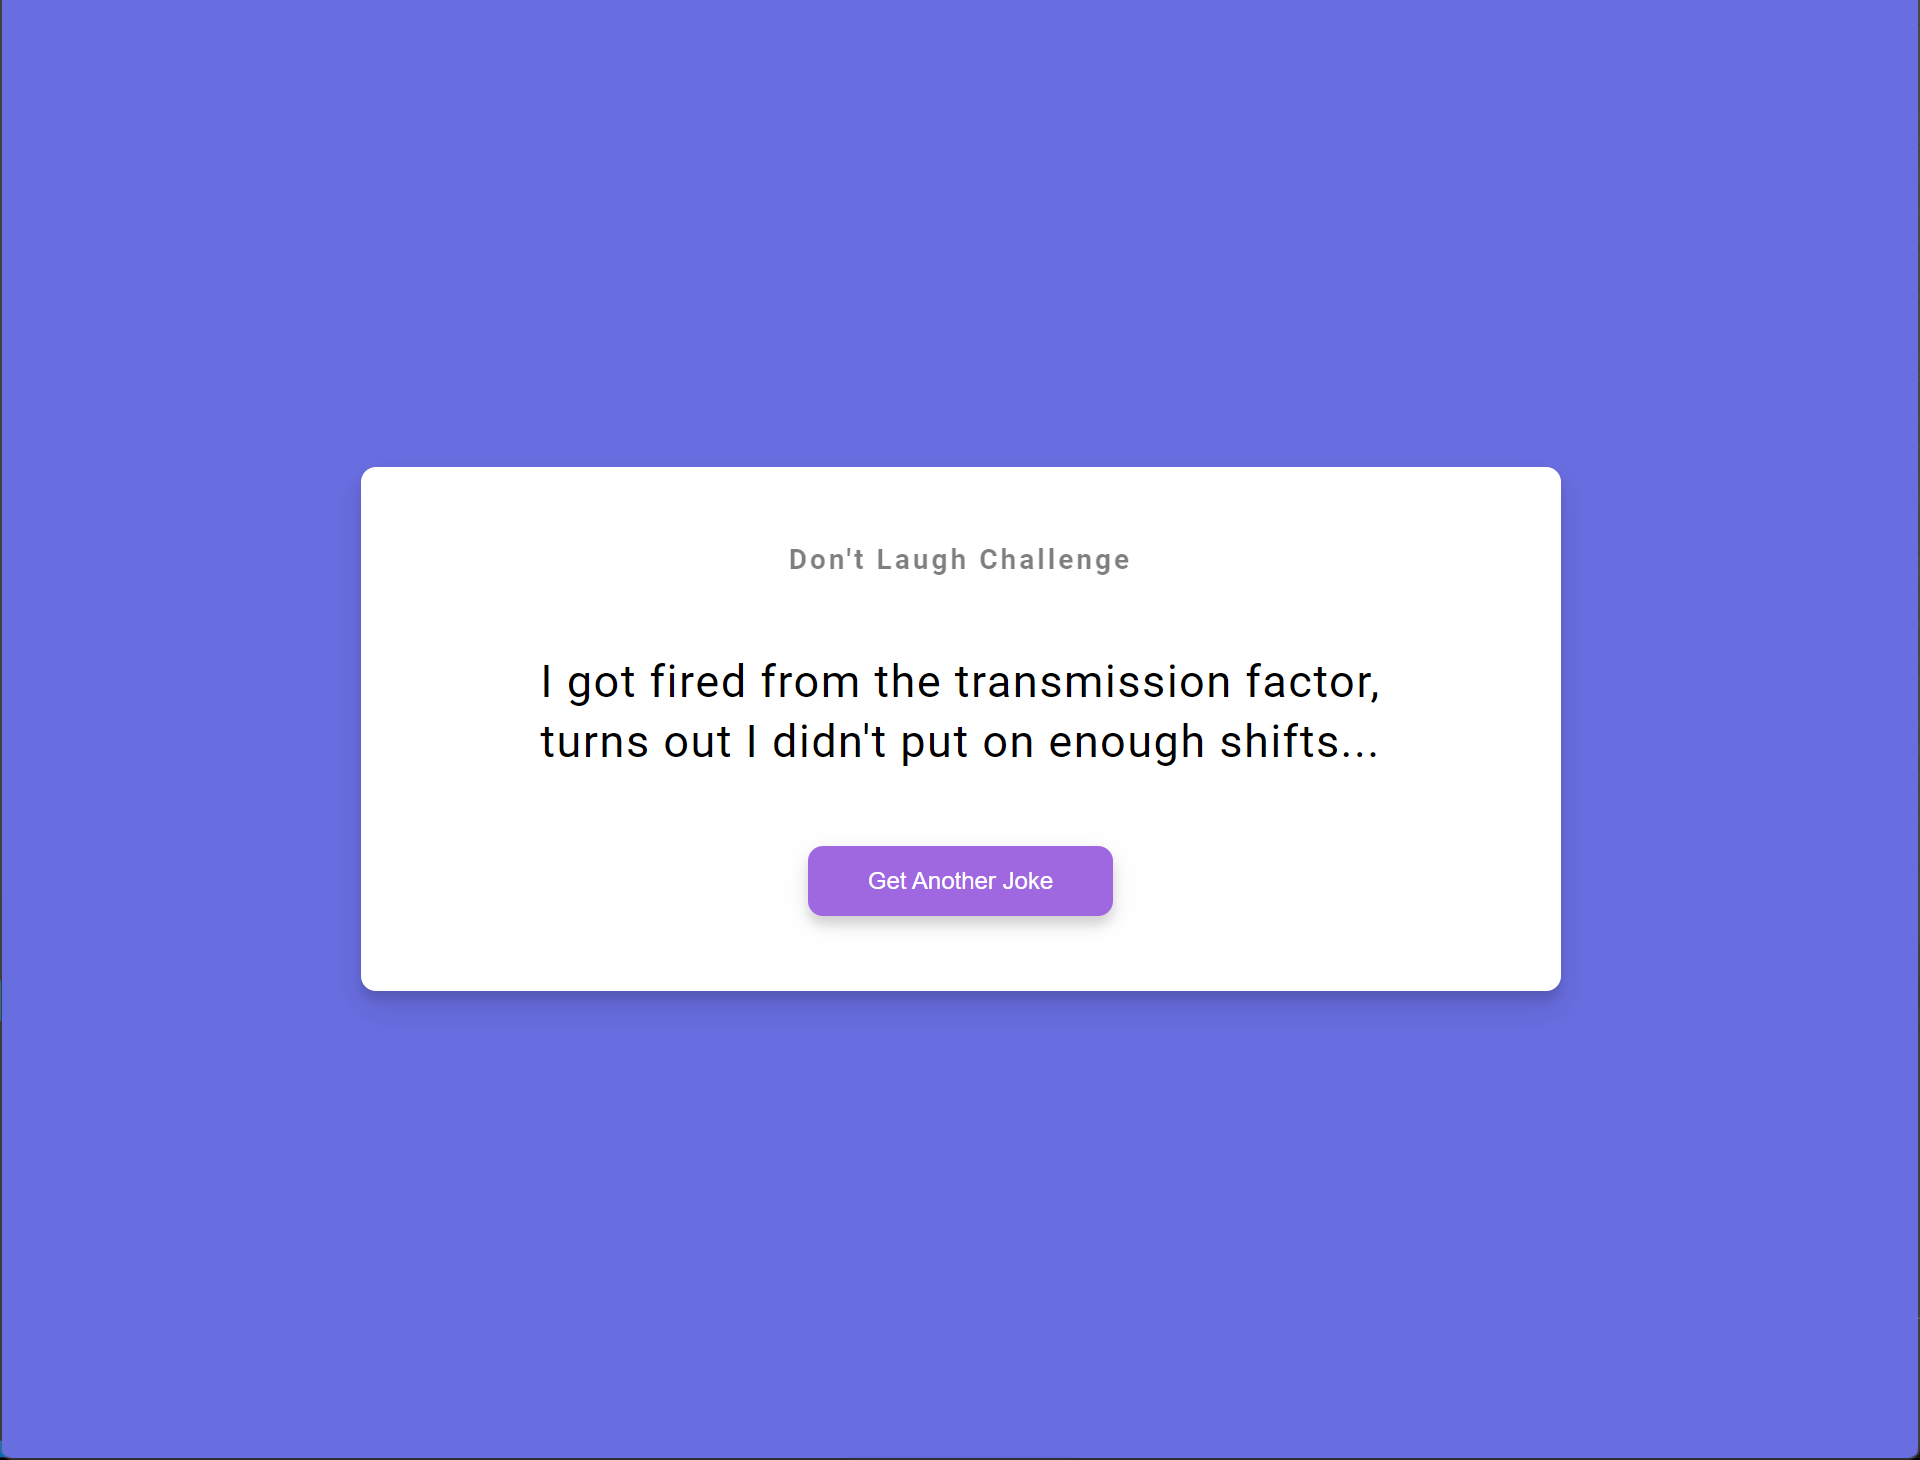 Don't Laugh Challenge
I got fired from the transmission factor,
turns out I didn't put on enough shifts...
Get Another Joke